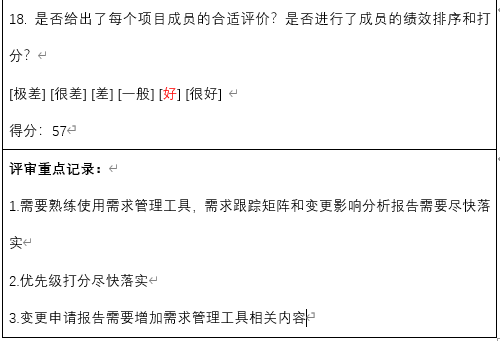 18. 是否给出了每个项目成员的合适评价？是否进行了成员的绩效排序和打
分？
[极差] [很差] [差] [一般] [好] [很好]
得分：57
评审重点记录：
1.需要熟练使用需求管理工具，需求跟踪矩阵和变更影响分析报告需要尽快落
实
2.优先级打分尽快落实
3.变更申请报告需要增加需求管理工具相关内容